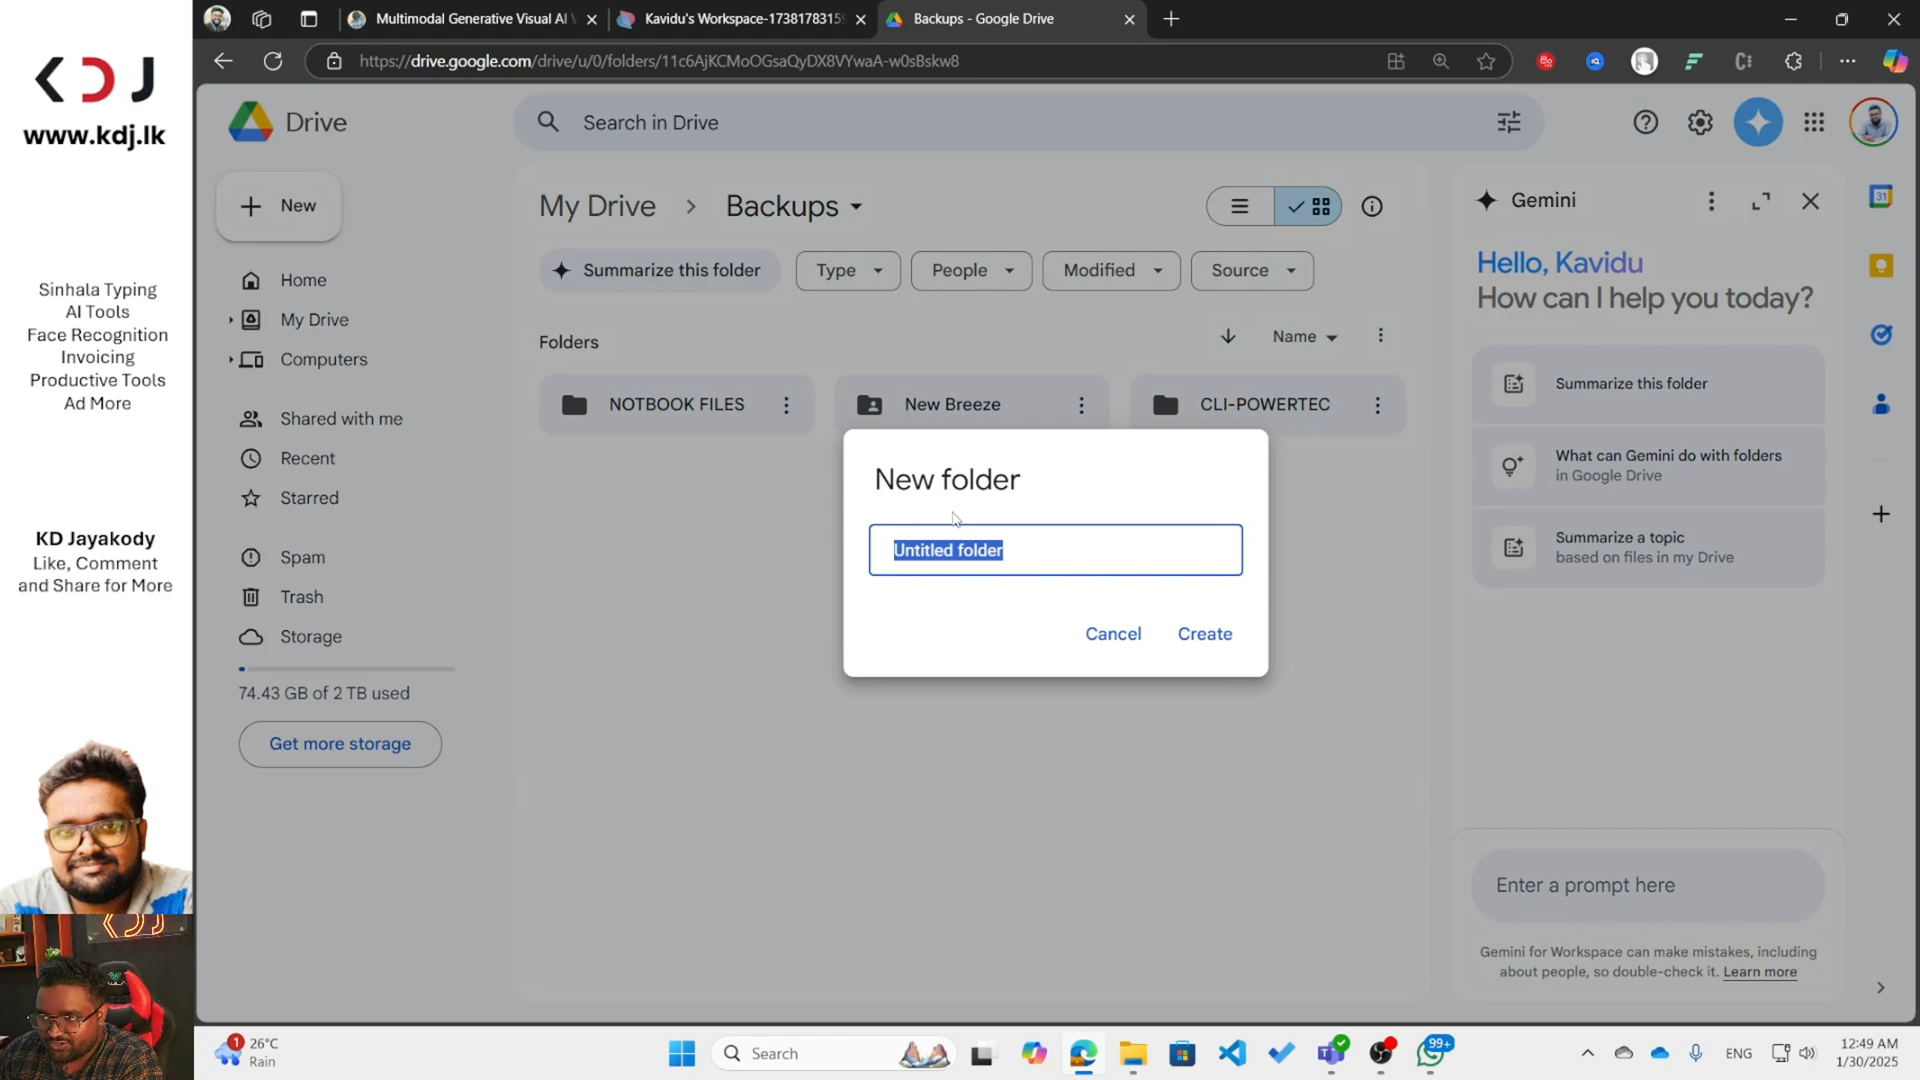 KDJ
www.kdj.lk
Sinhala Typing
AI Tools
Face Recognition
Invoicing
Productive Tools
Ad More
KD Jayakody
Like, Comment
and Share for More
Multimodal Generative Visual AI
Kavidu's Workspace-1738178315
Backups - Google Drive
https://drive.google.com/drive/u/0/folders/11c6AjKCMoOGsaQyDX8VYwaA-w0sBskw8
Drive
Search in Drive
New
My Drive
Backups
Gemini
Summarize this folder
Type
People
Modified
Source
Hello, Kavidu
How can I help you today?
Home
My Drive
Computers
Shared with me
Recent
Starred
Spam
Trash
Storage
74.43 GB of 2 TB used
Get more storage
Folders
Name
NOTBOOK FILES
New Breeze
CLI-POWERTEC
New folder
Untitled folder
Cancel
Create
31
Summarize this folder
What can Gemini do with folders
in Google Drive
Summarize a topic
based on files in my Drive
Enter a prompt here
Gemini for Workspace can make mistakes, including
about people, so double-check it. Learn more
1
26°C
Rain
Search
99+
ENG
12:49 AM
1/30/2025